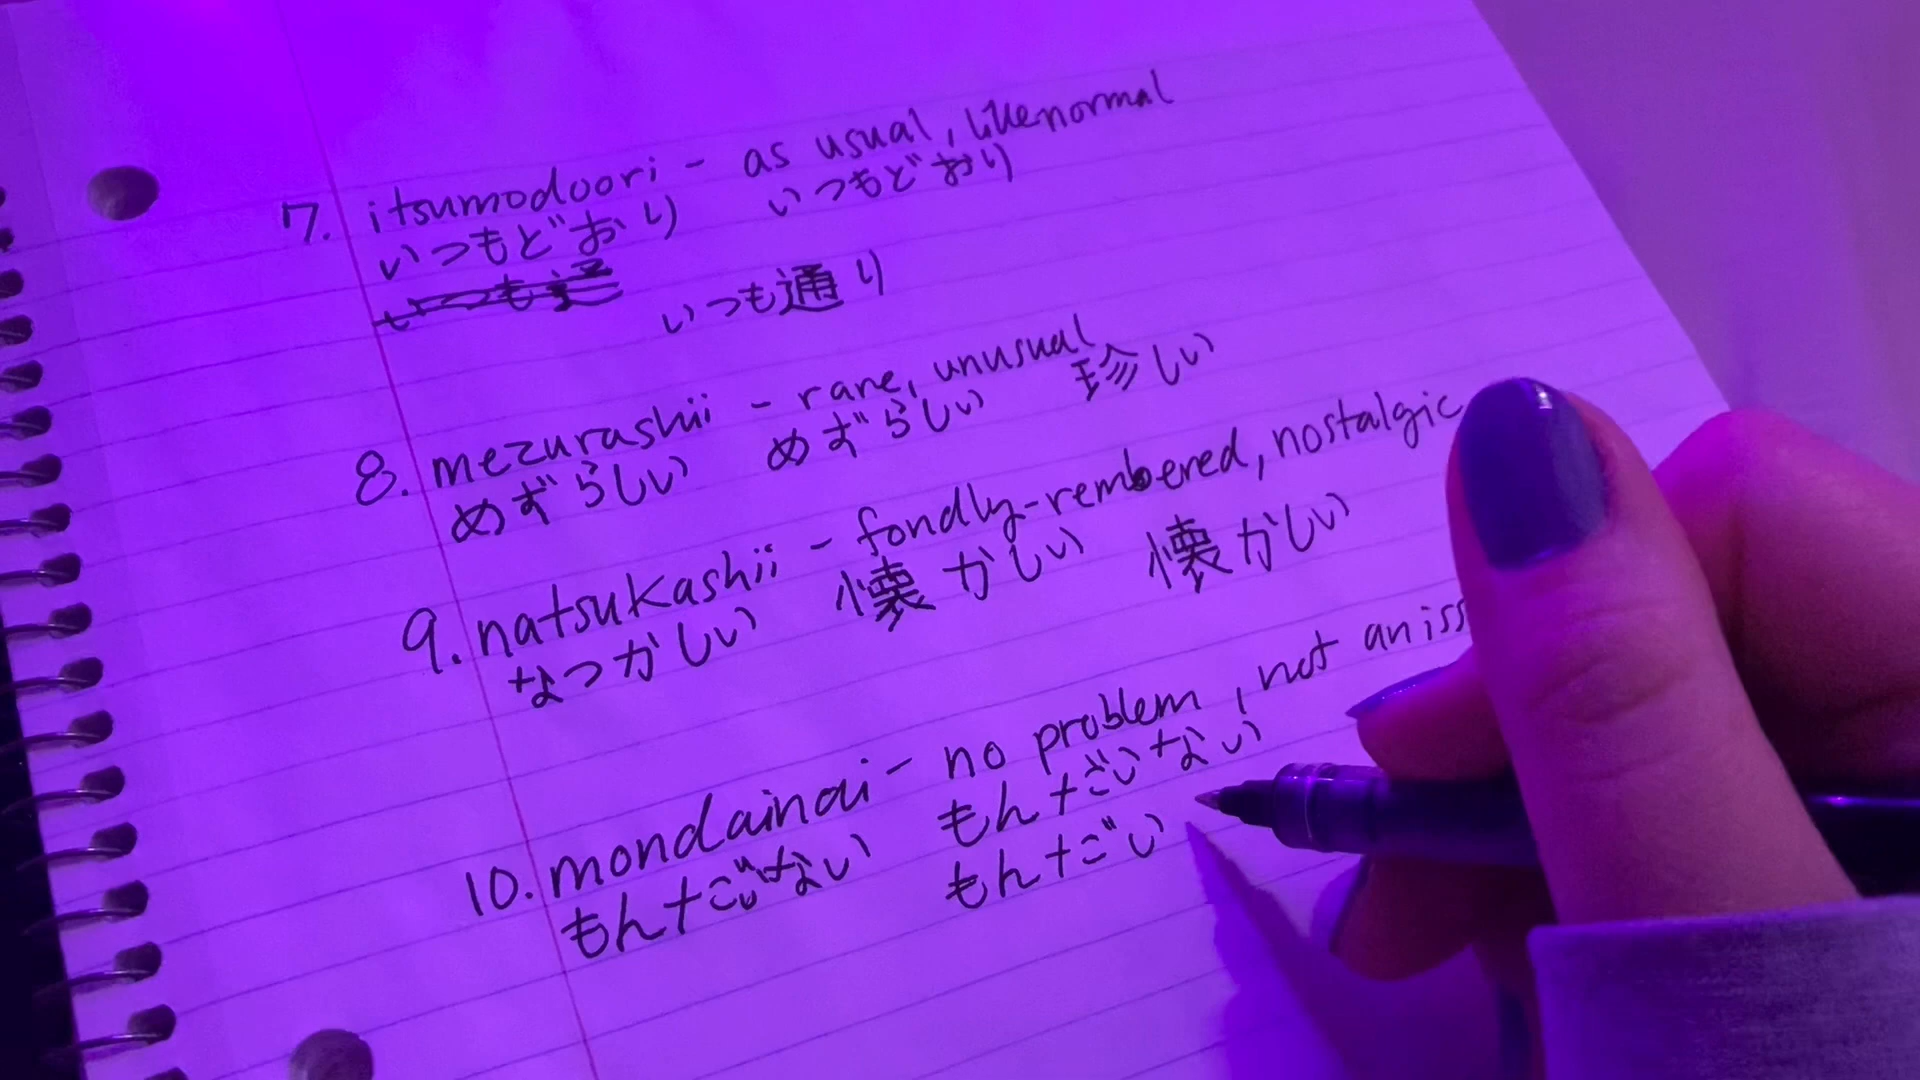 7. itsumodoori - as usual, like normal
いつもどおり いつもどおり
いつも通り
8. mezurashii - rare, unusual
めずらしい めずらしい 珍しい
9. natsukashii - fondly-rembered, nostalgic
なつかしい 懐かしい 懐かしい
10. mondainai - no problem, not an iss
もんだいない もんだいない
もんだい